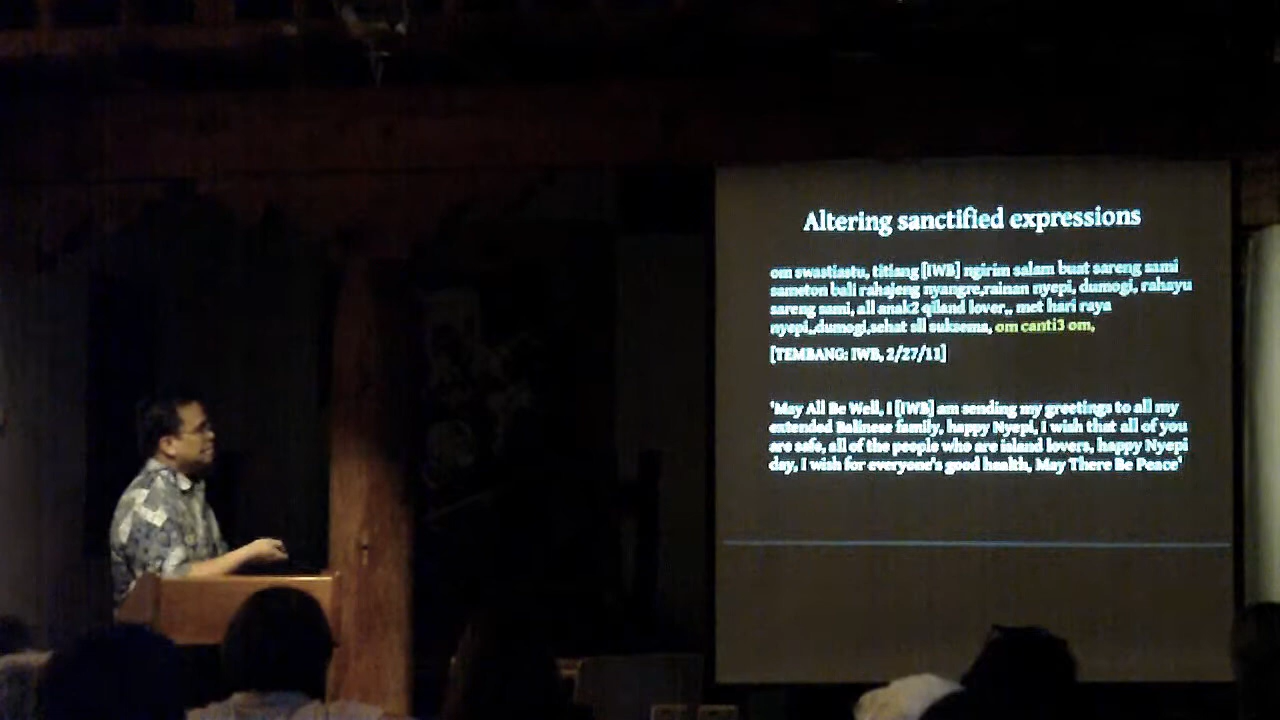 Altering sanctified expressions
om swastiastu, titiang [IWB] ngirim salam buat sareng sami
sameton bali rahajeng nyangre,rainan nyepi, dumogi, rahayu
sareng sami, all anak2 qiland lover,, met hari raya
nyepi,,dumogi,sehat sll suksema, om canti3 om,
[TEMBANG: IWB, 2/27/11]
'May All Be Well, I [IWB] am sending my greetings to all my
extended Balinese family, happy Nyepi, I wish that all of you
are safe, all of the people who are island lovers, happy Nyepi
day, I wish for everyone's good health, May There Be Peace'